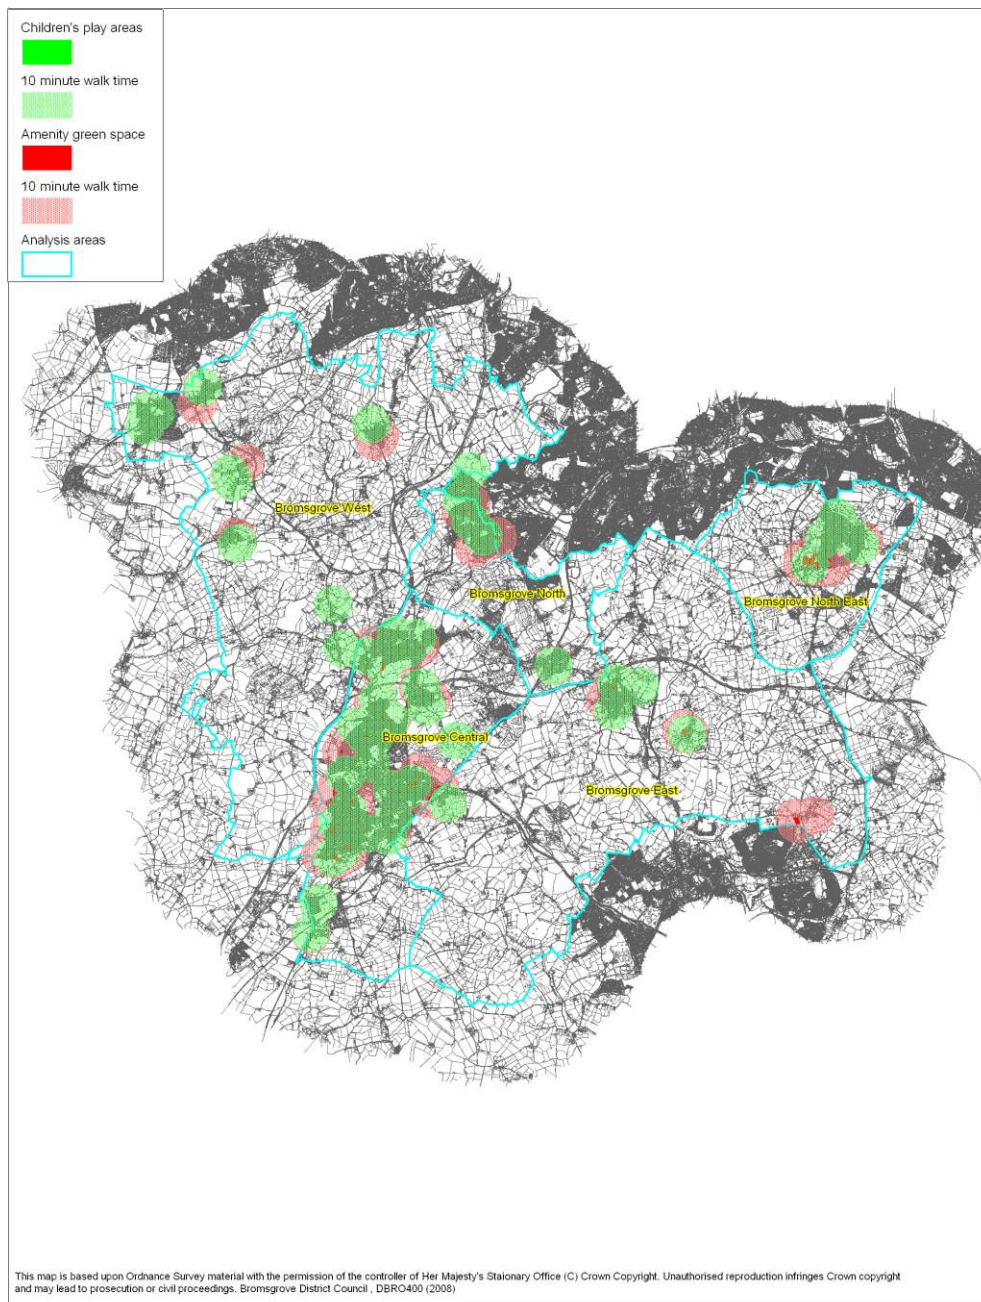 Children's play areas
10 minute walk time
Amenity green space
10 minute walk time
Analysis areas
Bromsgrove West
Bromsgrove North
Bromsgrove North East
Bromsgrove Central
Bromsgrove East
This map is based upon Ordnance Survey material with the permission of the controller of Her Majesty's Staionary Office (C) Crown Copyright. Unauthorised reproduction infringes Crown copyright
and may lead to prosecution or civil proceedings. Bromsgrove District Council , DBRO400 (2008)